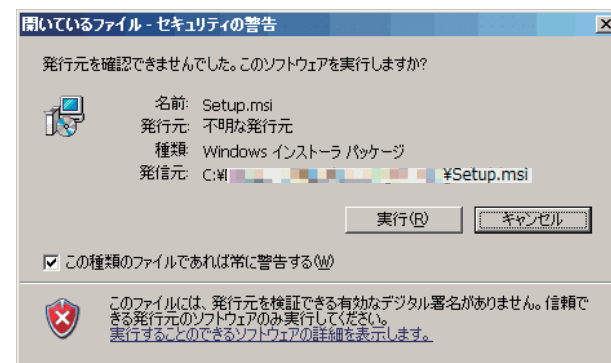 開いているファイル - セキュリティの警告
発行元を確認できませんでした。このソフトウェアを実行しますか?
名前: Setup.msi
発行元: 不明な発行元
種類: Windows インストーラ パッケージ
発信元: C:¥ ¥Setup.msi
実行(R) キャンセル
この種類のファイルであれば常に警告する(W)
このファイルには、発行元を検証できる有効なデジタル署名がありません。信頼で
きる発行元のソフトウェアのみ実行してください。
実行することのできるソフトウェアの詳細を表示します。